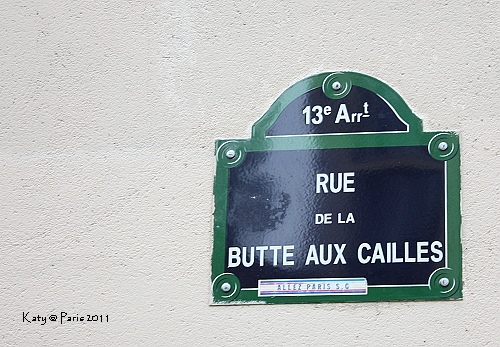 13e Arrt
RUE
DE LA
BUTTE AUX CAILLES
ALLEZ PARIS S.G
Katy @ Paris 2011